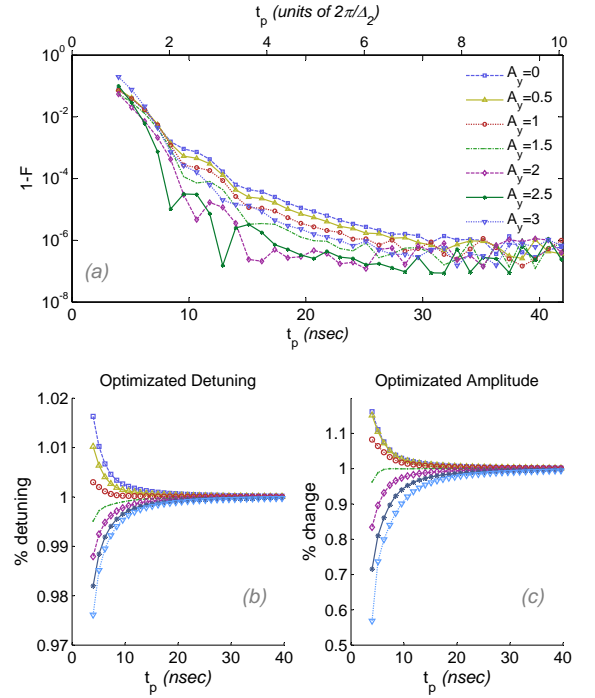 t_p (units of 2π/Δ_2)
0 2 4 6 8 10
10^0
10^-2
10^-4
10^-6
10^-8
1-F
A_y=0
A_y=0.5
A_y=1
A_y=1.5
A_y=2
A_y=2.5
A_y=3
(a)
0 10 20 30 40
t_p (nsec)
Optimizated Detuning
1.02
1.01
1
0.99
0.98
0.97
% detuning
(b)
0 10 20 30 40
t_p (nsec)
Optimizated Amplitude
1.1
1
0.9
0.8
0.7
0.6
0.5
% change
(c)
0 10 20 30 40
t_p (nsec)